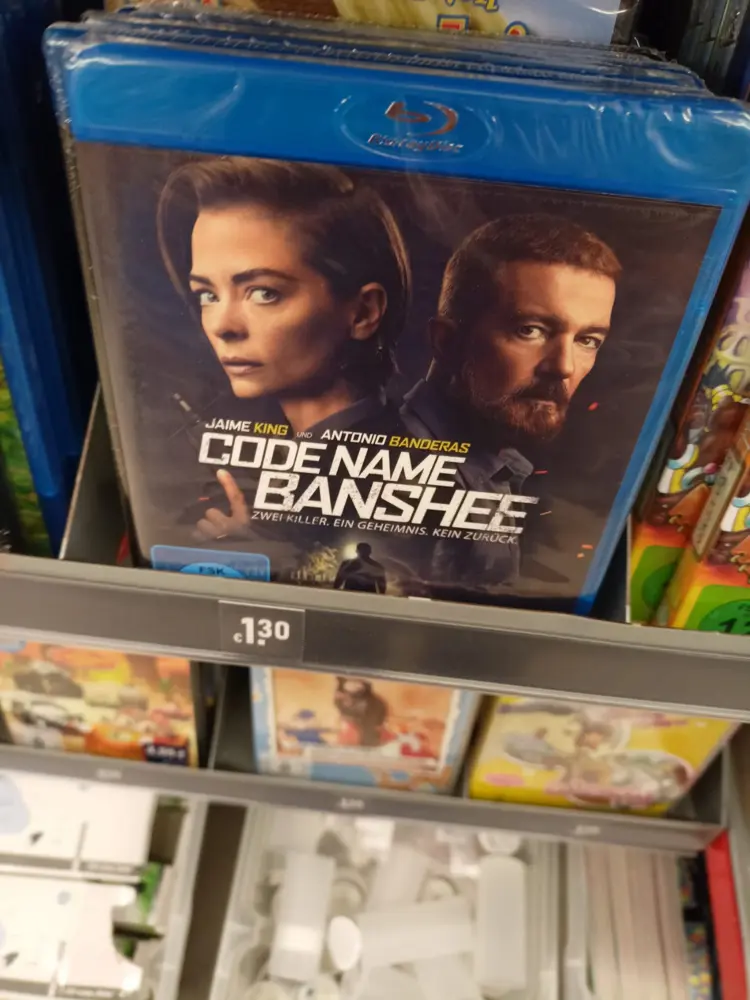 Blu-ray Disc
JAIME KING UND ANTONIO BANDERAS
CODE NAME
BANSHEE
ZWEI KILLER. EIN GEHEIMNIS. KEIN ZURÜCK.
FSK
€1.30